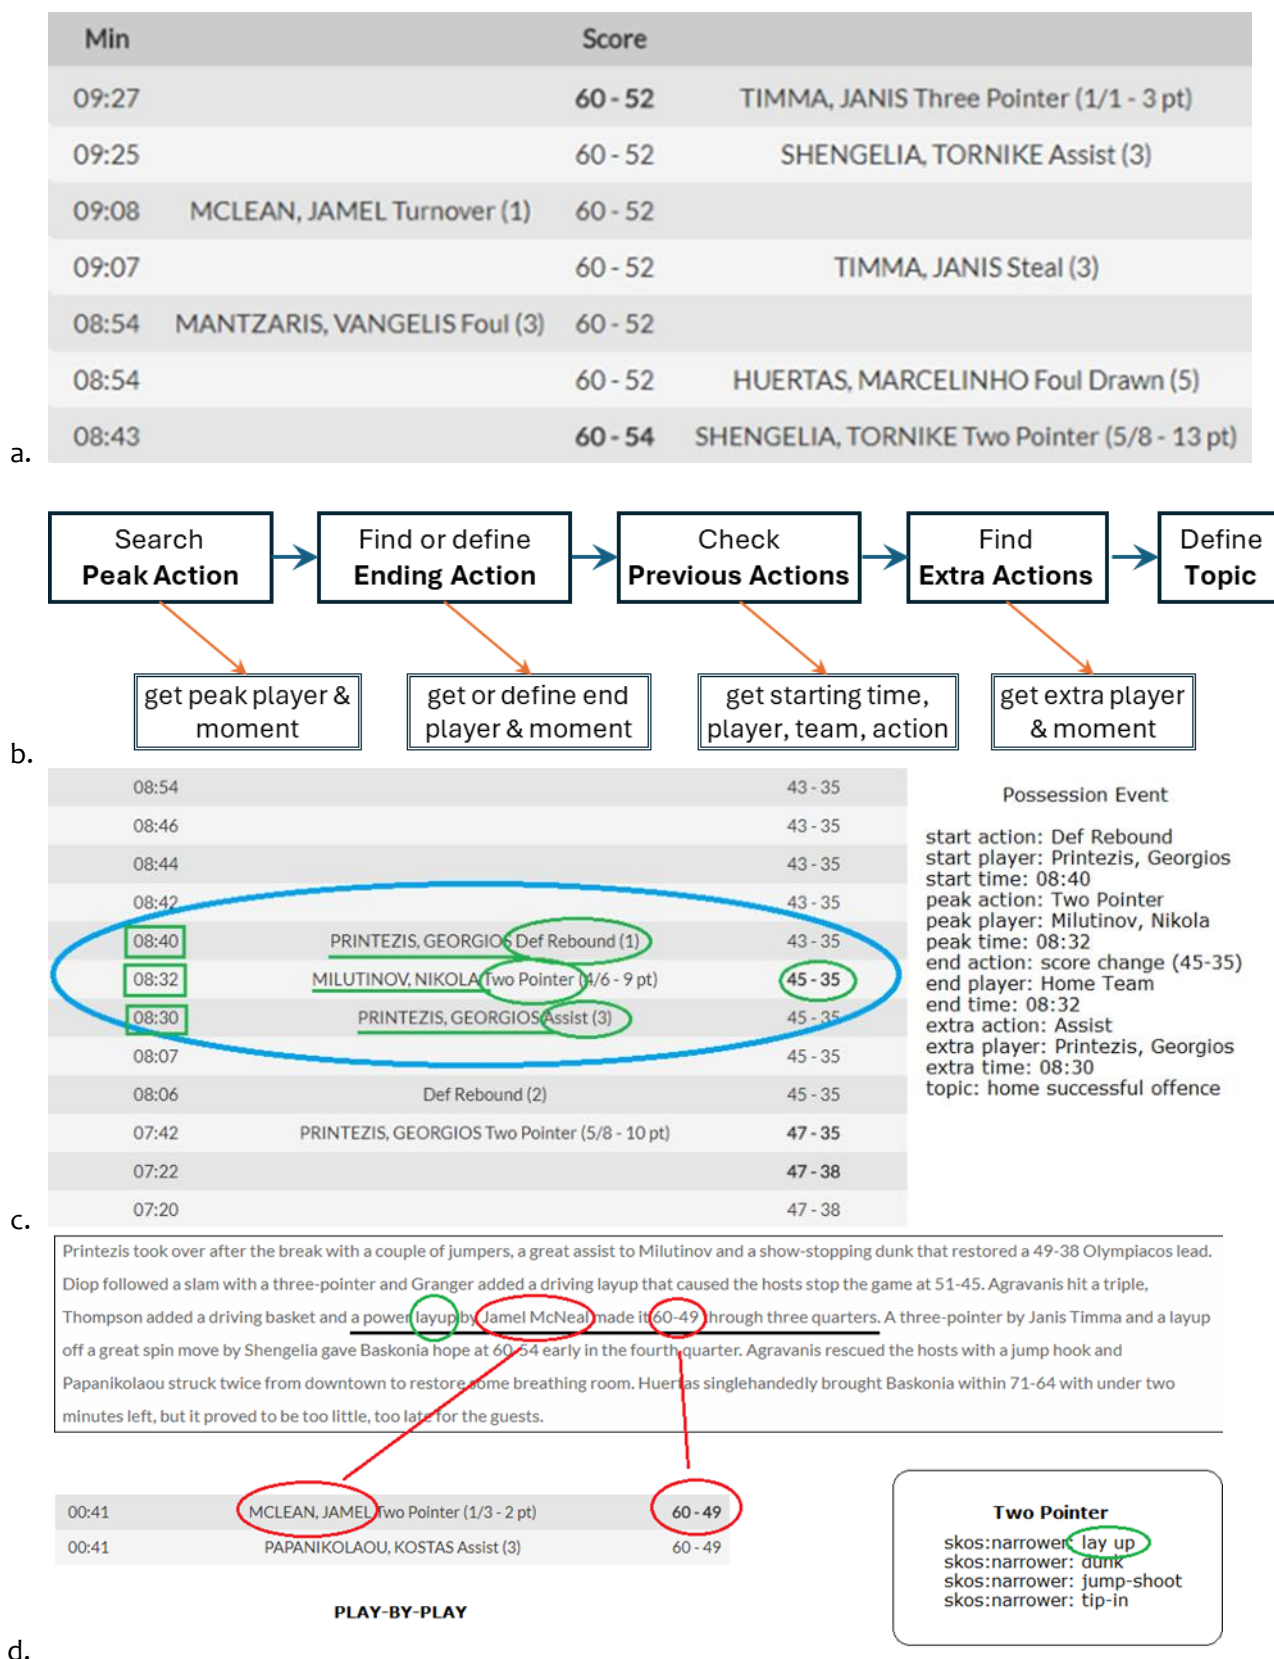 Min Score
09:27 60 - 52 TIMMA, JANIS Three Pointer (1/1 - 3 pt)
09:25 60 - 52 SHENGELIA, TORNIKE Assist (3)
09:08 MCLEAN, JAMEL Turnover (1) 60 - 52
09:07 60 - 52 TIMMA, JANIS Steal (3)
08:54 MANTZARIS, VANGELIS Foul (3) 60 - 52
08:54 60 - 52 HUERTAS, MARCELINHO Foul Drawn (5)
08:43 60 - 54 SHENGELIA, TORNIKE Two Pointer (5/8 - 13 pt)
a.
Search
Peak Action
Find or define
Ending Action
Check
Previous Actions
Find
Extra Actions
Define
Topic
get peak player &
moment
get or define end
player & moment
get starting time,
player, team, action
get extra player
& moment
b.
08:54 43 - 35
08:46 43 - 35
08:44 43 - 35
08:42 43 - 35
08:40 PRINTEZIS, GEORGIOS Def Rebound (1) 43 - 35
08:32 MILUTINOV, NIKOLA Two Pointer (4/6 - 9 pt) 45 - 35
08:30 PRINTEZIS, GEORGIOS Assist (3) 45 - 35
08:07 45 - 35
08:06 Def Rebound (2) 45 - 35
07:42 PRINTEZIS, GEORGIOS Two Pointer (5/8 - 10 pt) 47 - 35
07:22 47 - 38
07:20 47 - 38
Possession Event
start action: Def Rebound
start player: Printezis, Georgios
start time: 08:40
peak action: Two Pointer
peak player: Milutinov, Nikola
peak time: 08:32
end action: score change (45-35)
end player: Home Team
end time: 08:32
extra action: Assist
extra player: Printezis, Georgios
extra time: 08:30
topic: home successful offence
c.
Printezis took over after the break with a couple of jumpers, a great assist to Milutinov and a show-stopping dunk that restored a 49-38 Olympiacos lead.
Diop followed a slam with a three-pointer and Granger added a driving layup that caused the hosts stop the game at 51-45. Agravanis hit a triple,
Thompson added a driving basket and a power layup by Jamel McNeal made it 60-49 through three quarters. A three-pointer by Janis Timma and a layup
off a great spin move by Shengelia gave Baskonia hope at 60-54 early in the fourth quarter. Agravanis rescued the hosts with a jump hook and
Papanikolaou struck twice from downtown to restore some breathing room. Huertas singlehandedly brought Baskonia within 71-64 with under two
minutes left, but it proved to be too little, too late for the guests.
00:41 MCLEAN, JAMEL Two Pointer (1/3 - 2 pt) 60 - 49
00:41 PAPANIKOLAOU, KOSTAS Assist (3) 60 - 49
PLAY-BY-PLAY
Two Pointer
skos:narrower: lay up
skos:narrower: dunk
skos:narrower: jump-shoot
skos:narrower: tip-in
d.